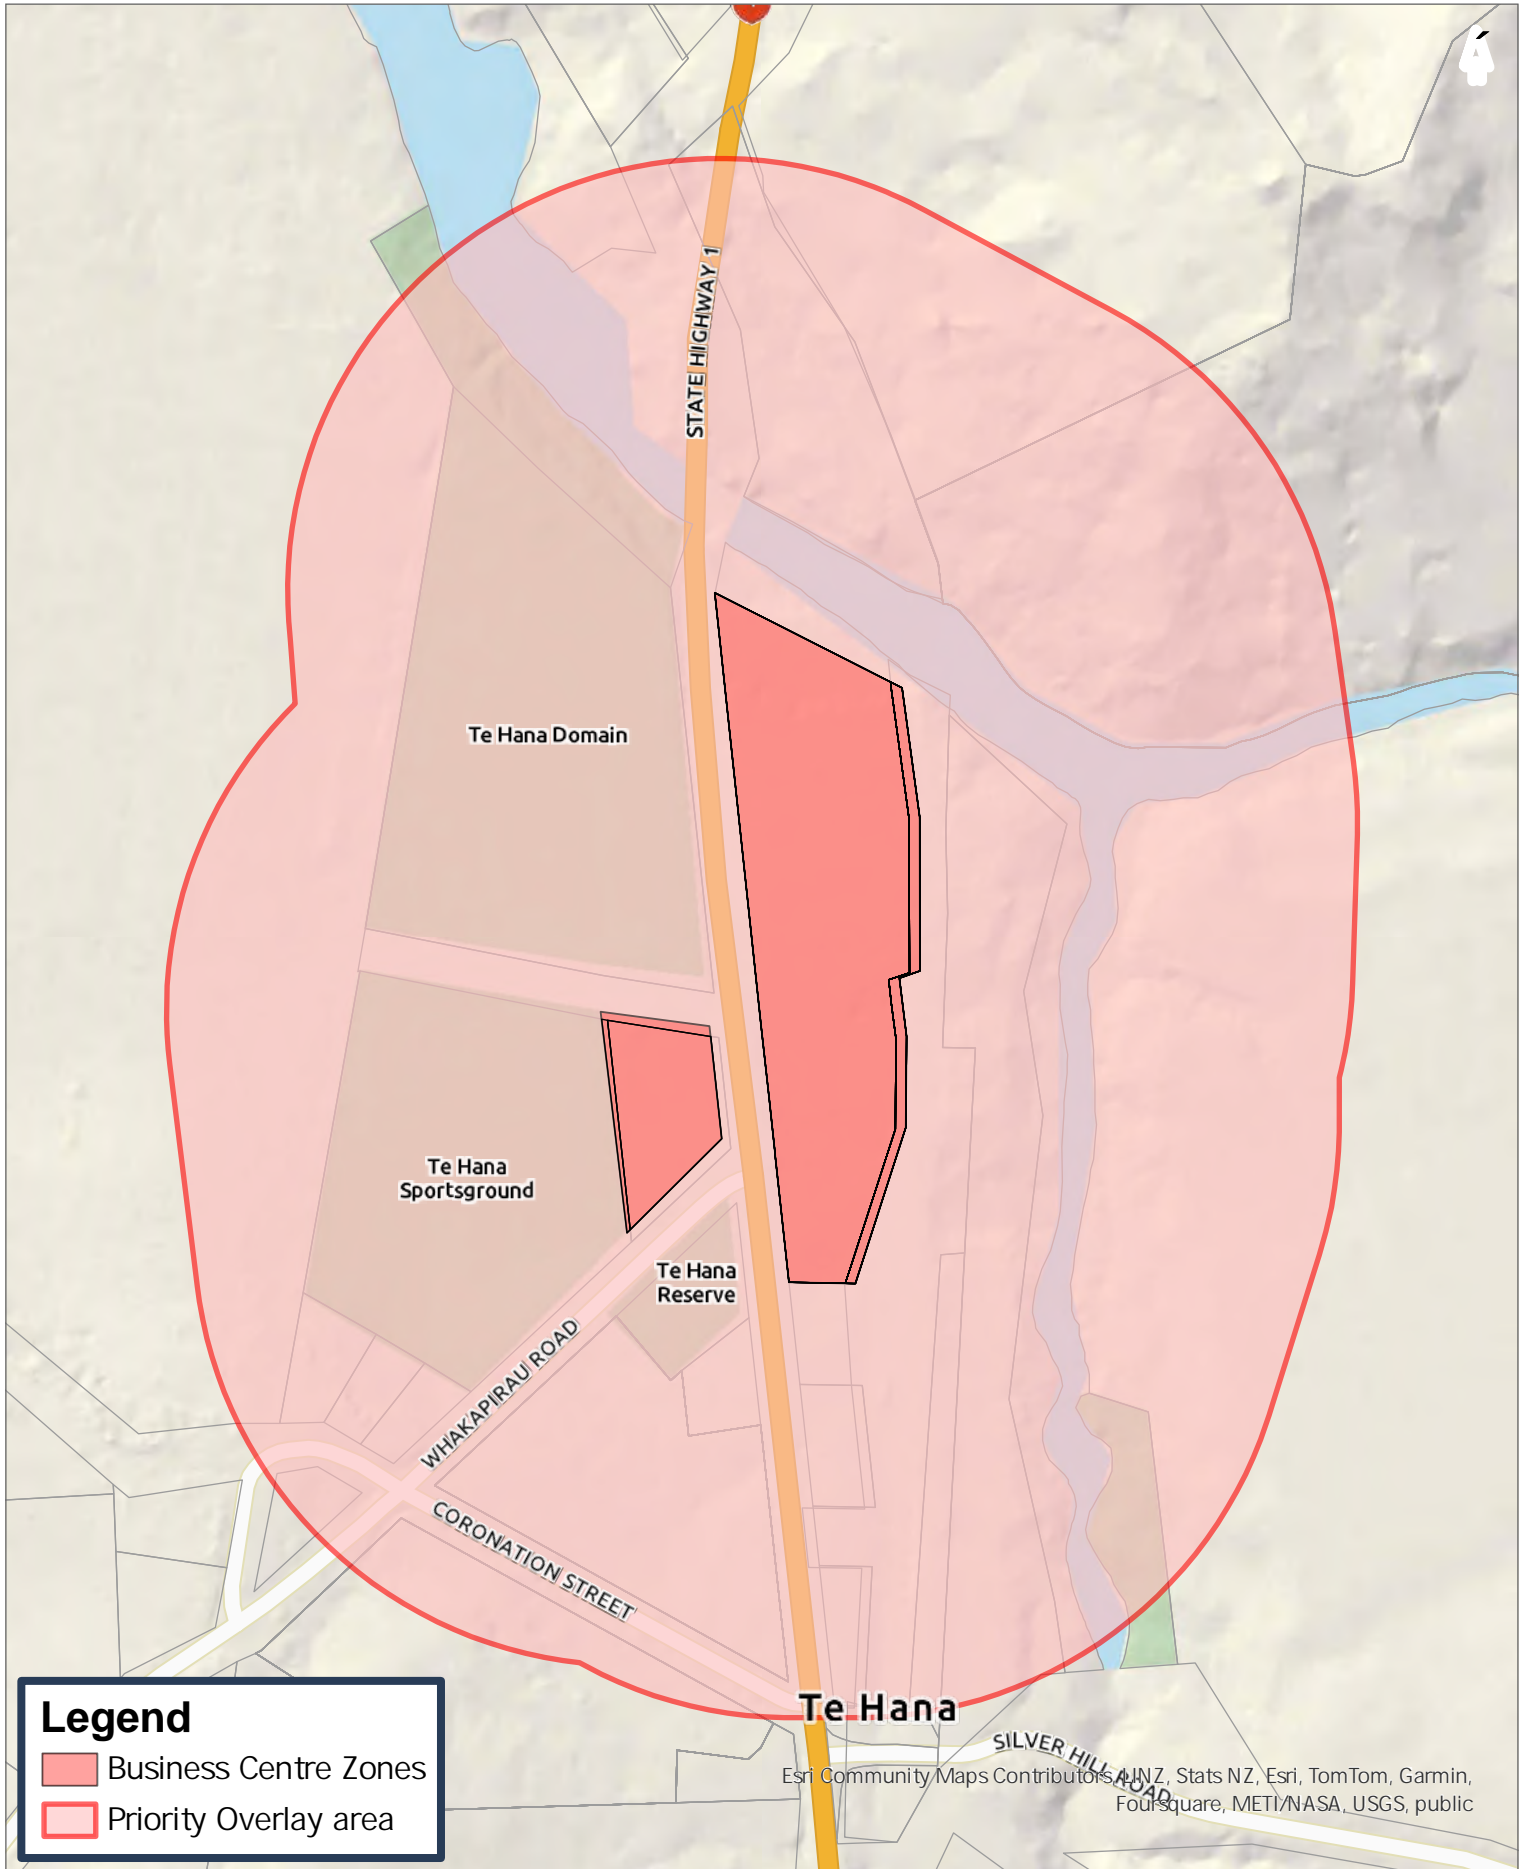 STATE HIGHWAY 1
Te Hana Domain
Te Hana
Sportsground
Te Hana
Reserve
WHAKAPIRAU ROAD
CORONATION STREET
Te Hana
SILVER HILL ROAD
Esri Community Maps Contributors, LINZ, Stats NZ, Esri, TomTom, Garmin,
Foursquare, METI/NASA, USGS, public
Legend
Business Centre Zones
Priority Overlay area